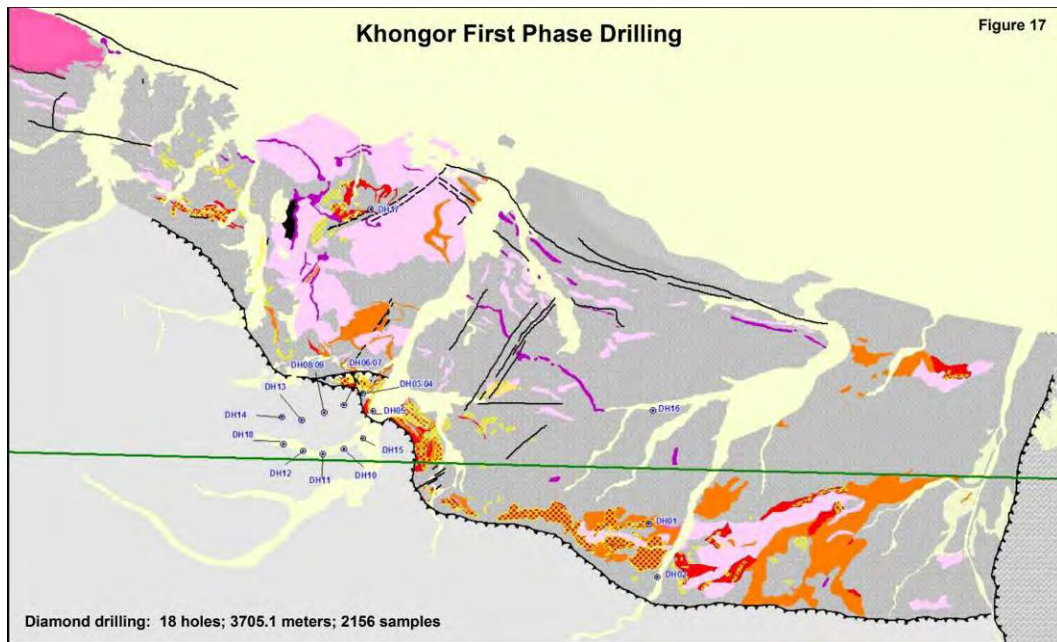 Khongor First Phase Drilling
Figure 17
DH17
DH08/09
DH06/07
DH13
DH03/04
DH14
DH05
DH16
DH18
DH15
DH12
DH11
DH10
DH01
DH02
Diamond drilling: 18 holes; 3705.1 meters; 2156 samples